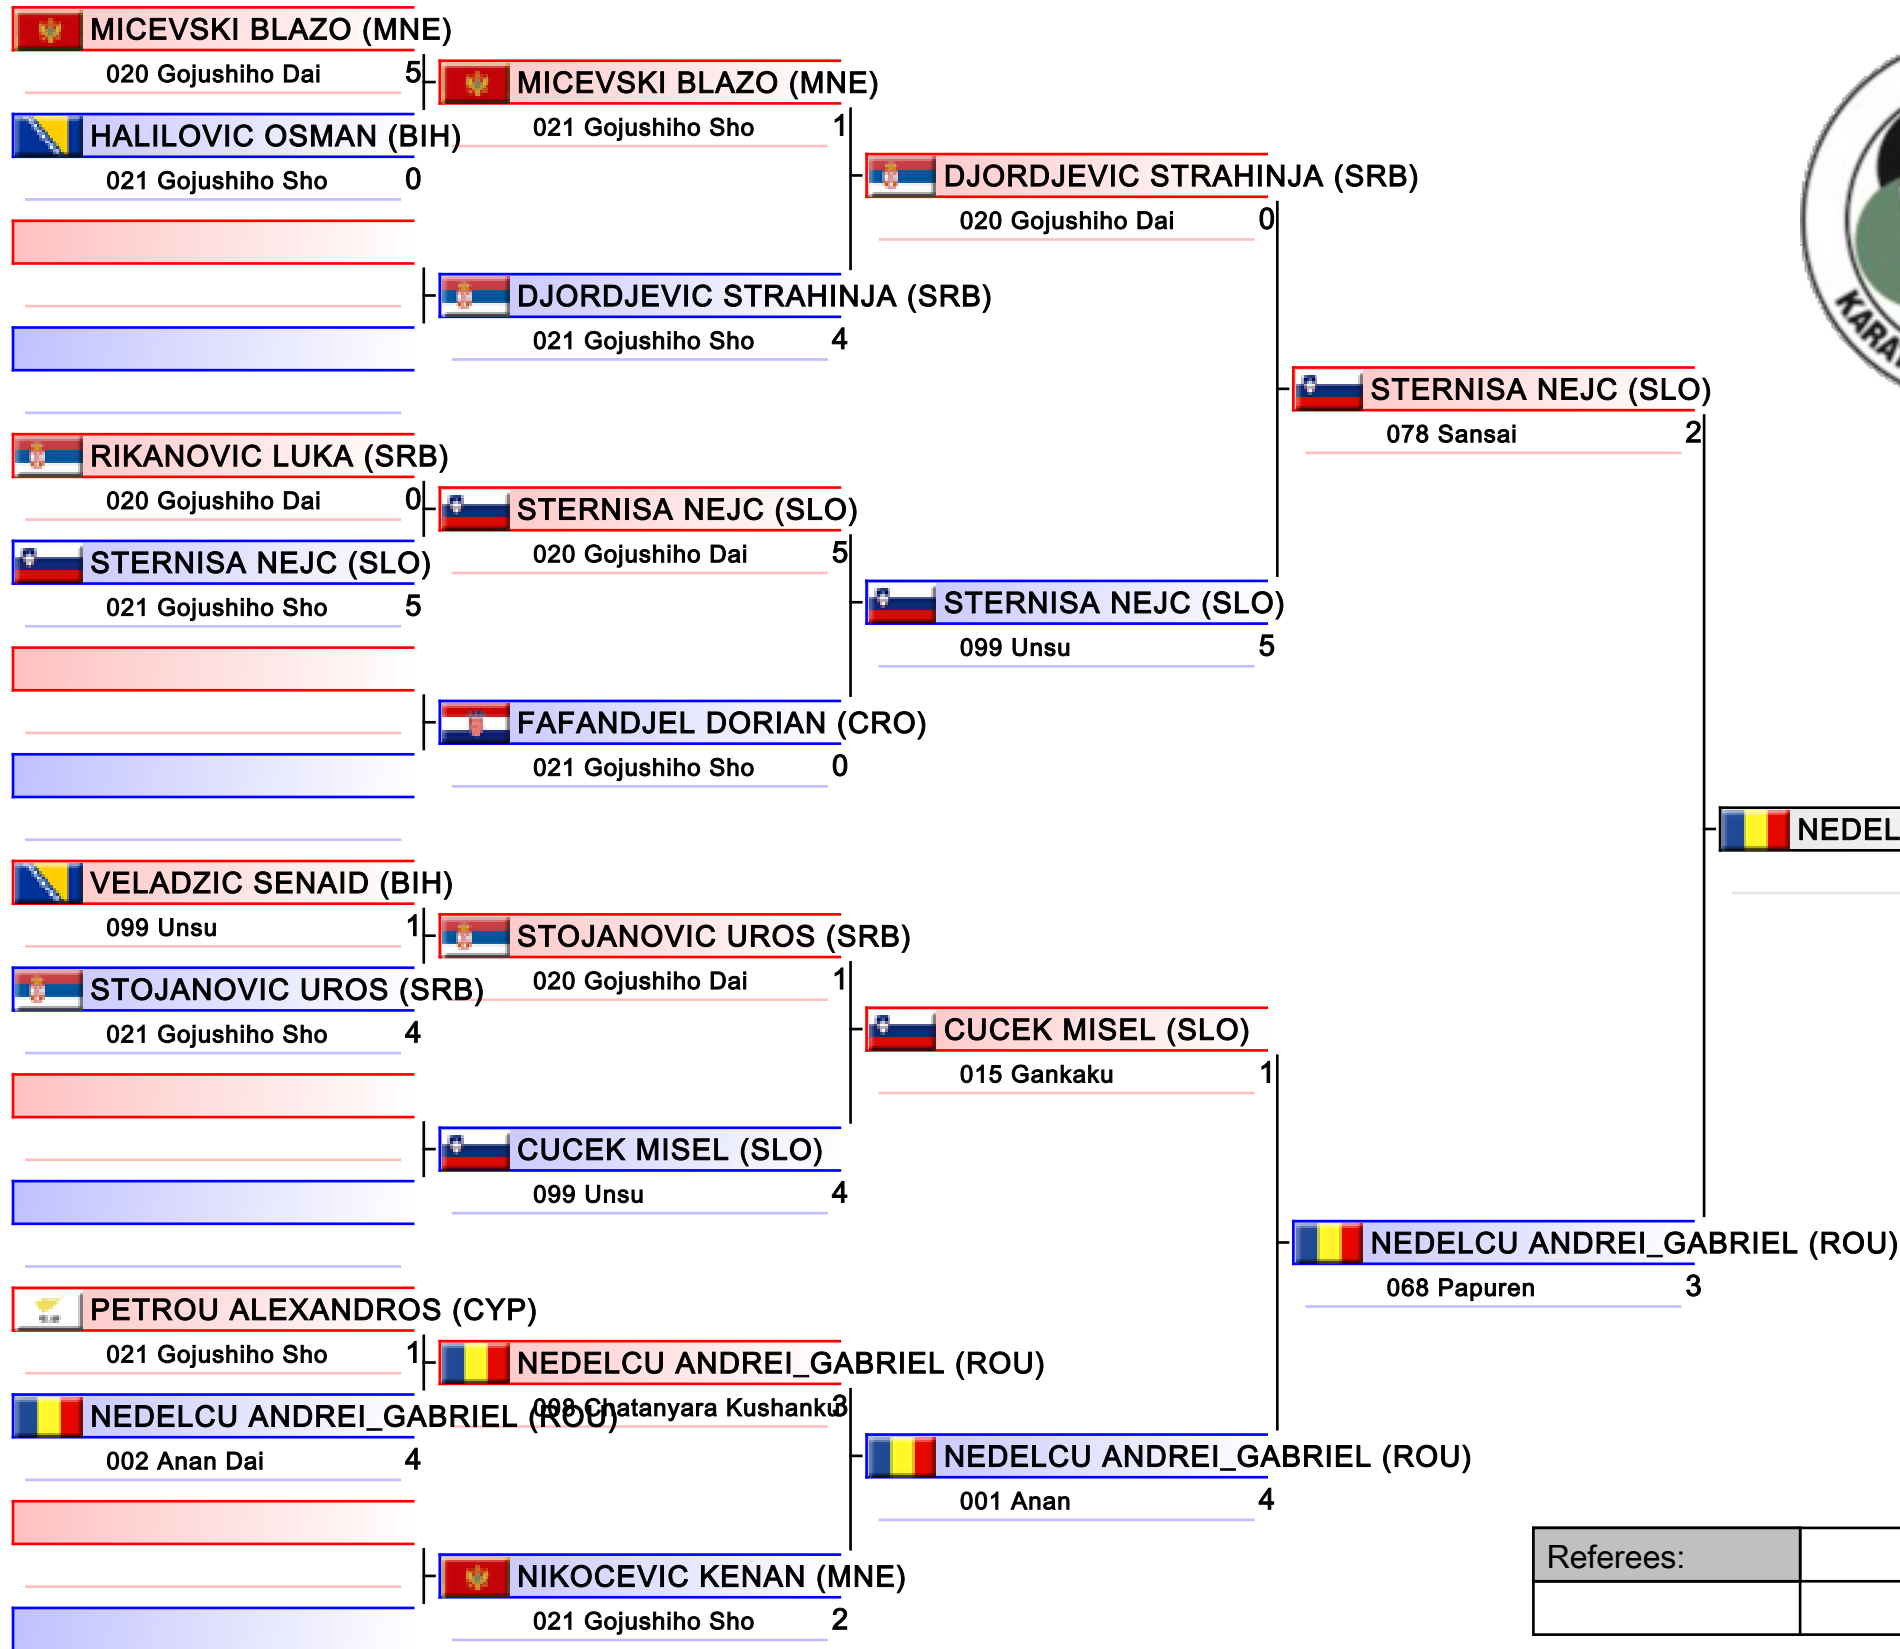 MICEVSKI BLAZO (MNE)
020 Gojushiho Dai 5
HALILOVIC OSMAN (BIH)
021 Gojushiho Sho 0
RIKANOVIC LUKA (SRB)
020 Gojushiho Dai 0
STERNISA NEJC (SLO)
021 Gojushiho Sho 5
VELADZIC SENAID (BIH)
099 Unsu 1
STOJANOVIC UROS (SRB)
021 Gojushiho Sho 4
PETROU ALEXANDROS (CYP)
021 Gojushiho Sho 1
NEDELCU ANDREI_GABRIEL (ROU)
002 Anan Dai 4
MICEVSKI BLAZO (MNE)
021 Gojushiho Sho 1
DJORDJEVIC STRAHINJA (SRB)
021 Gojushiho Sho 4
STERNISA NEJC (SLO)
020 Gojushiho Dai 5
FAFANDJEL DORIAN (CRO)
021 Gojushiho Sho 0
STOJANOVIC UROS (SRB)
020 Gojushiho Dai 1
CUCEK MISEL (SLO)
099 Unsu 4
NEDELCU ANDREI_GABRIEL (ROU)
008 Chatanyara Kushanku 3
NIKOCEVIC KENAN (MNE)
021 Gojushiho Sho 2
DJORDJEVIC STRAHINJA (SRB)
020 Gojushiho Dai 0
STERNISA NEJC (SLO)
099 Unsu 5
CUCEK MISEL (SLO)
015 Gankaku 1
NEDELCU ANDREI_GABRIEL (ROU)
001 Anan 4
STERNISA NEJC (SLO)
078 Sansai 2
NEDELCU ANDREI_GABRIEL (ROU)
068 Papuren 3
NEDEL
KARA
Referees: